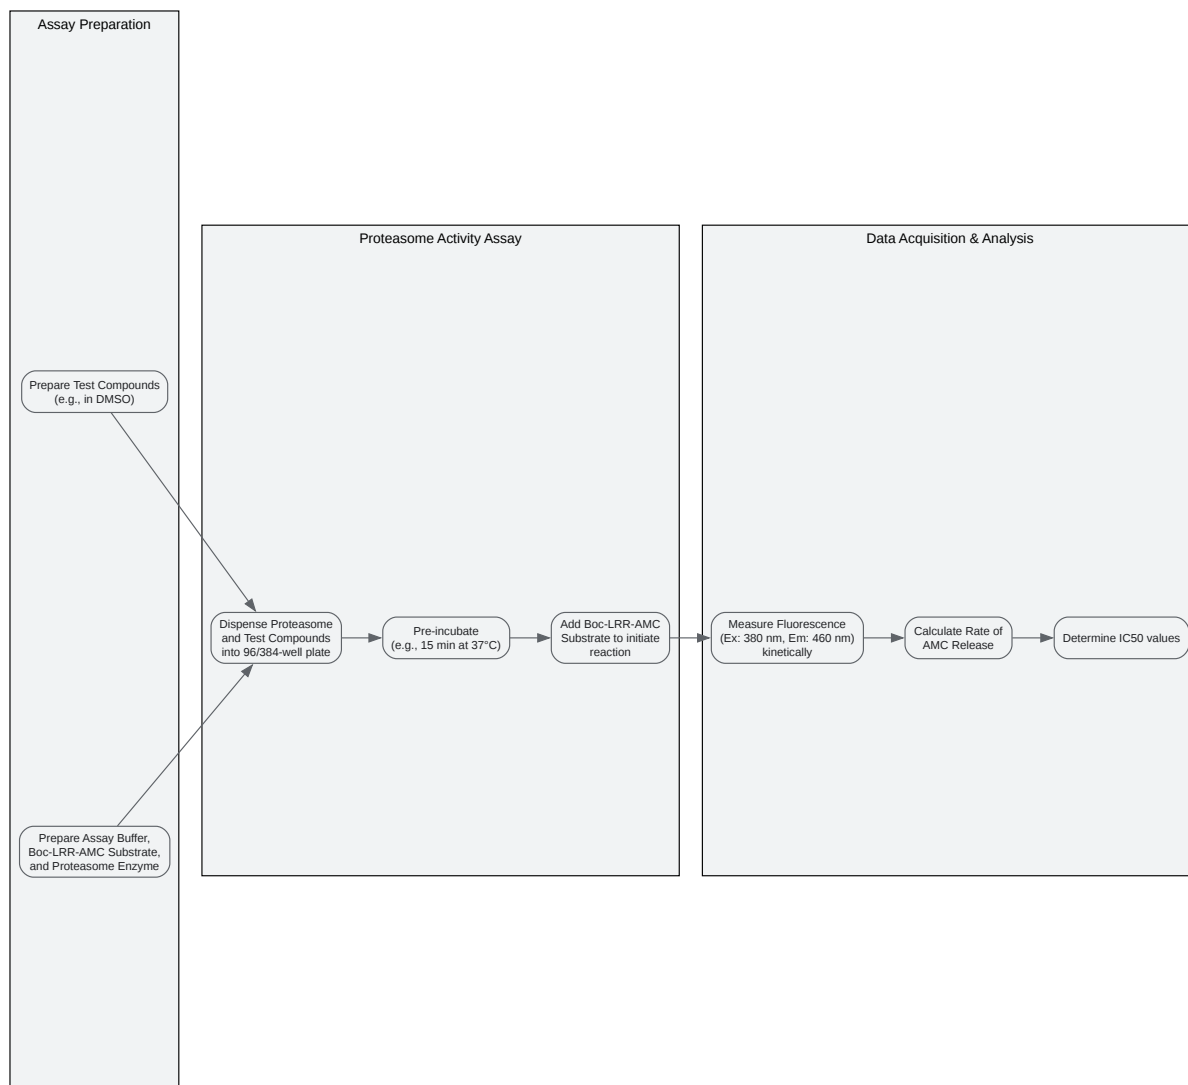 Assay Preparation
Prepare Test Compounds
(e.g., in DMSO)
Prepare Assay Buffer,
Boc-LRR-AMC Substrate,
and Proteasome Enzyme
Proteasome Activity Assay
Dispense Proteasome
and Test Compounds
into 96/384-well plate
Pre-incubate
(e.g., 15 min at 37°C)
Add Boc-LRR-AMC
Substrate to initiate
reaction
Data Acquisition & Analysis
Measure Fluorescence
(Ex: 380 nm, Em: 460 nm)
kinetically
Calculate Rate of
AMC Release
Determine IC50 values